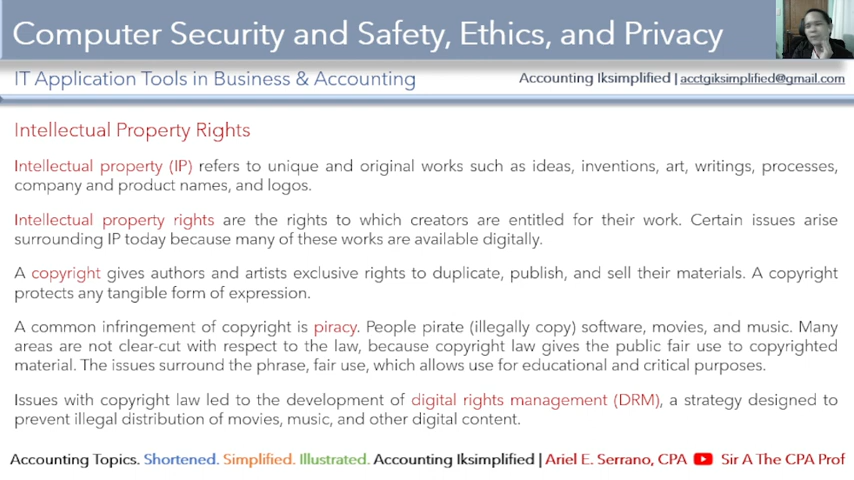 Computer Security and Safety, Ethics, and Privacy
IT Application Tools in Business & Accounting
Accounting Iksimplified | acctgiksimplified@gmail.com
Intellectual Property Rights
Intellectual property (IP) refers to unique and original works such as ideas, inventions, art, writings, processes,
company and product names, and logos.
Intellectual property rights are the rights to which creators are entitled for their work. Certain issues arise
surrounding IP today because many of these works are available digitally.
A copyright gives authors and artists exclusive rights to duplicate, publish, and sell their materials. A copyright
protects any tangible form of expression.
A common infringement of copyright is piracy. People pirate (illegally copy) software, movies, and music. Many
areas are not clear-cut with respect to the law, because copyright law gives the public fair use to copyrighted
material. The issues surround the phrase, fair use, which allows use for educational and critical purposes.
Issues with copyright law led to the development of digital rights management (DRM), a strategy designed to
prevent illegal distribution of movies, music, and other digital content.
Accounting Topics. Shortened. Simplified. Illustrated. Accounting Iksimplified | Ariel E. Serrano, CPA Sir A The CPA Prof